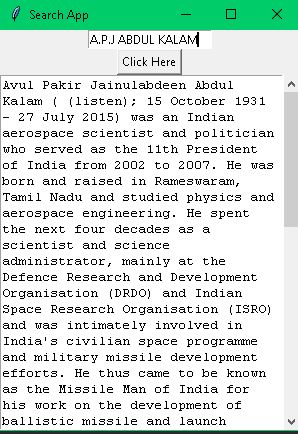 Search App
A.P.J ABDUL KALAM
Click Here
Avul Pakir Jainulabdeen Abdul
Kalam ( (listen); 15 October 1931
– 27 July 2015) was an Indian
aerospace scientist and politician
who served as the 11th President
of India from 2002 to 2007. He was
born and raised in Rameswaram,
Tamil Nadu and studied physics and
aerospace engineering. He spent
the next four decades as a
scientist and science
administrator, mainly at the
Defence Research and Development
Organisation (DRDO) and Indian
Space Research Organisation (ISRO)
and was intimately involved in
India's civilian space programme
and military missile development
efforts. He thus came to be known
as the Missile Man of India for
his work on the development of
ballistic missile and launch